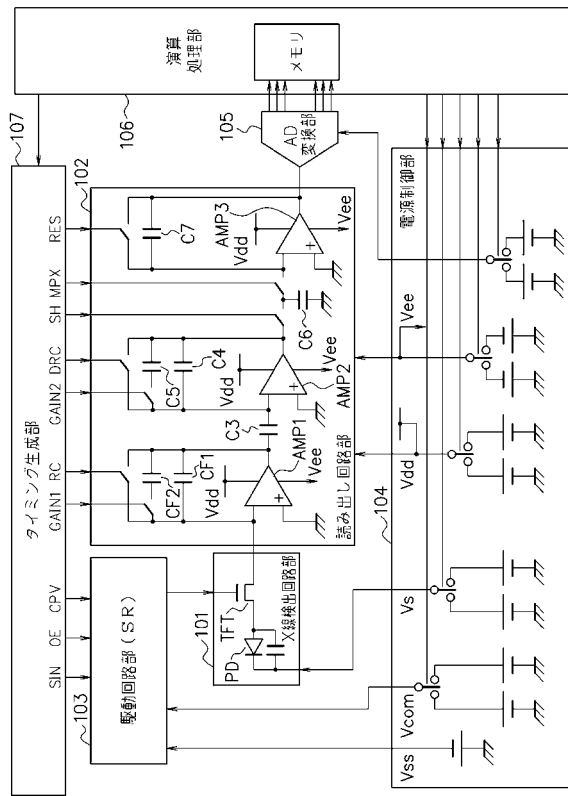 107
タイミング生成部
SIN OE CPV GAIN1 RC GAIN2 DRC SH MPX RES
103
駆動回路部(SR)
102
CF2
CF1
Vdd
AMP1
Vee
C3
C5
C4
Vdd
AMP2
Vee
C6
C7
Vdd
AMP3
Vee
読み出し回路部
101
TFT
PD
X線検出回路部
105
AD
変換部
106
演算
処理部
メモリ
104
電源制御部
Vss
Vcom
Vs
Vdd
Vee